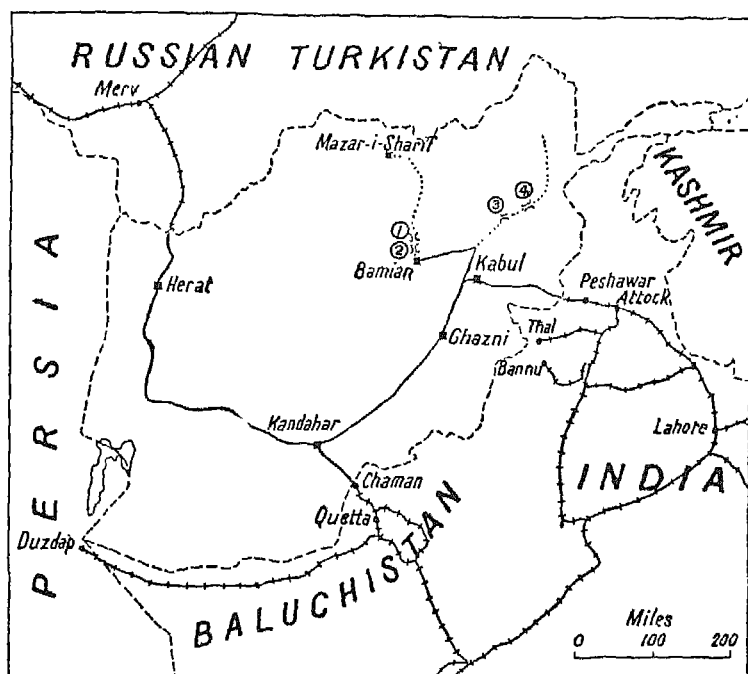 RUSSIAN TURKISTAN
Merv
Mazar-i-Sharif
KASHMIR
③ ④
①
②
Bamian
Kabul
PERSIA
Herat
Peshawar
Attock
Ghazni
Thal
Bannu
Kandahar
Lahore
INDIA
Chaman
Quetta
Duzdap
BALUCHISTAN
Miles
0 100 200